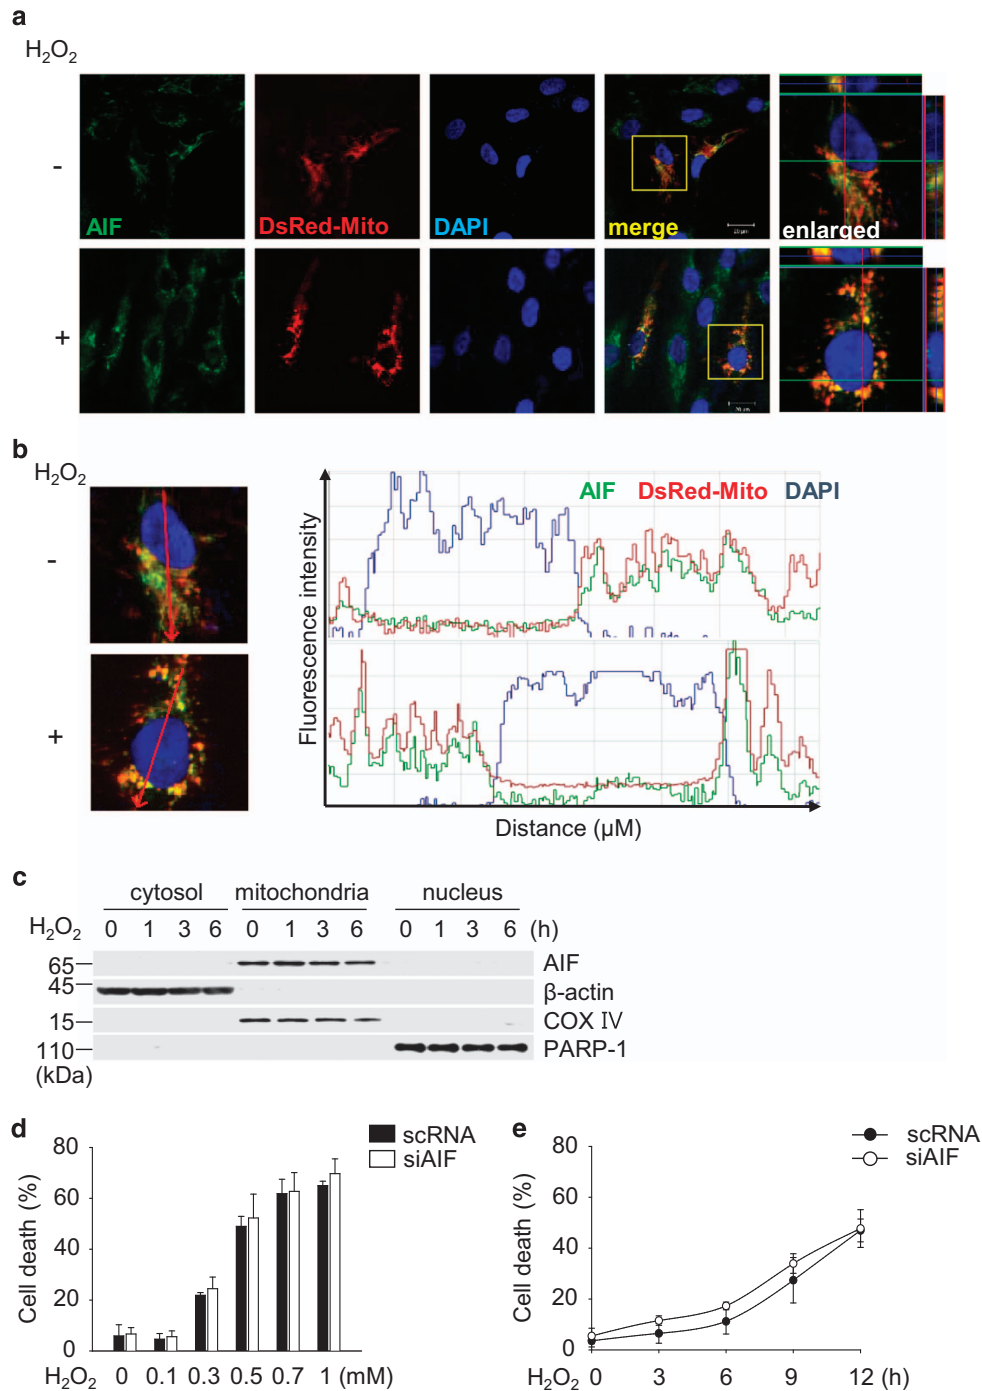 a
H₂O₂
-
AIF
DsRed-Mito
DAPI
merge
20 µm
enlarged
+
20 µm
b
H₂O₂
-
+
AIF DsRed-Mito DAPI
Fluorescence intensity
Distance (µM)
c
cytosol mitochondria nucleus
H₂O₂ 0 1 3 6 0 1 3 6 0 1 3 6 (h)
65 AIF
45 β-actin
15 COX Ⅳ
110 PARP-1
(kDa)
d
scRNA
siAIF
Cell death (%)
80
60
40
20
0
H₂O₂ 0 0.1 0.3 0.5 0.7 1 (mM)
e
scRNA
siAIF
Cell death (%)
80
60
40
20
0
H₂O₂ 0 3 6 9 12 (h)